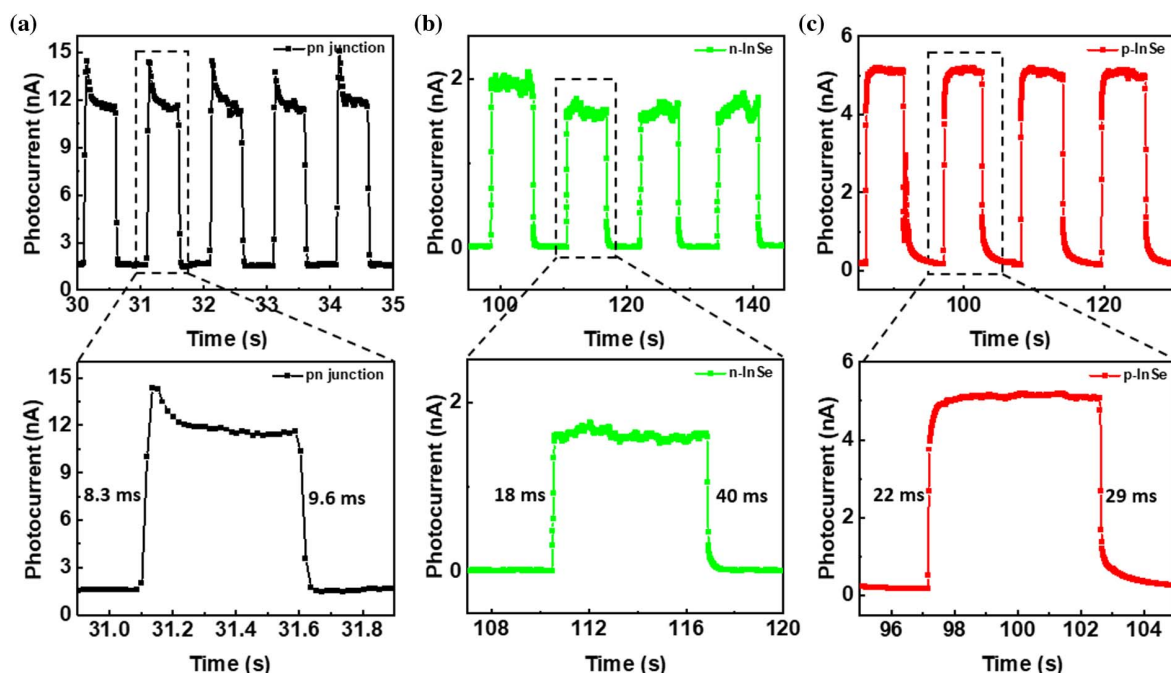 (a)
pn junction
Photocurrent (nA)
15
12
9
6
3
0
30 31 32 33 34 35
Time (s)
(b)
n-InSe
Photocurrent (nA)
2
0
100 120 140
Time (s)
(c)
p-InSe
Photocurrent (nA)
6
4
2
0
100 120
Time (s)
pn junction
Photocurrent (nA)
15
12
9
6
3
0
8.3 ms
9.6 ms
31.0 31.2 31.4 31.6 31.8
Time (s)
n-InSe
Photocurrent (nA)
2
0
18 ms
40 ms
108 110 112 114 116 118 120
Time (s)
p-InSe
Photocurrent (nA)
6
4
2
0
22 ms
29 ms
96 98 100 102 104
Time (s)